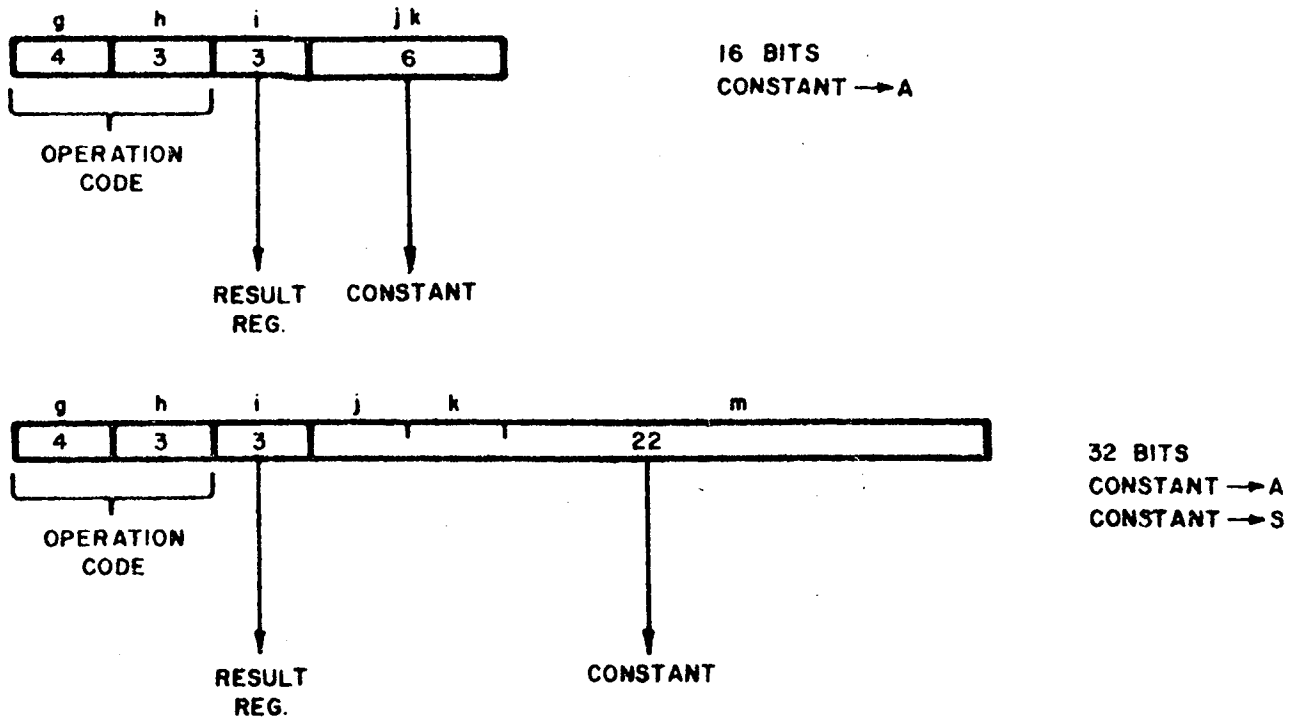 g h i jk
4 3 3 6
16 BITS
CONSTANT → A
OPERATION
CODE
RESULT
REG.
CONSTANT
g h i j k m
4 3 3 22
32 BITS
CONSTANT → A
CONSTANT → S
OPERATION
CODE
RESULT
REG.
CONSTANT